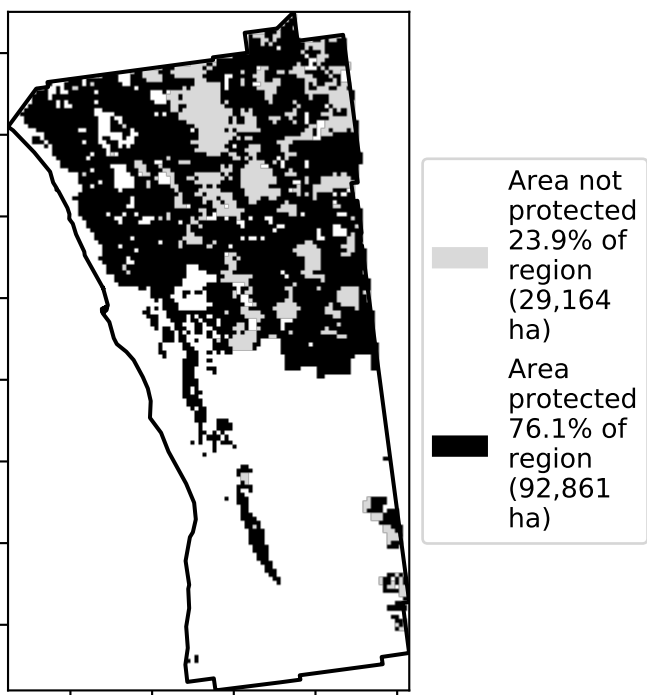 Area not
protected
23.9% of
region
(29,164
ha)
Area
protected
76.1% of
region
(92,861
ha)